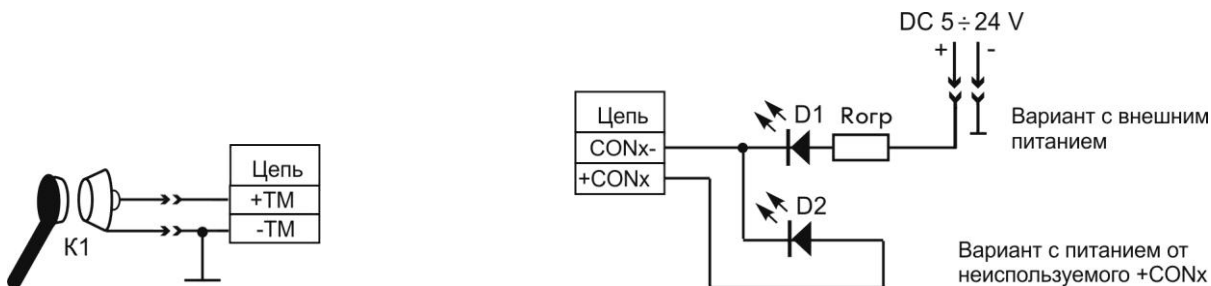 Цепь
+TM
-TM
K1
DC 5 ÷ 24 V
+ -
Цепь
CONx-
+CONx
D1
Rогр
D2
Вариант с внешним
питанием
Вариант с питанием от
неиспользуемого +CONx